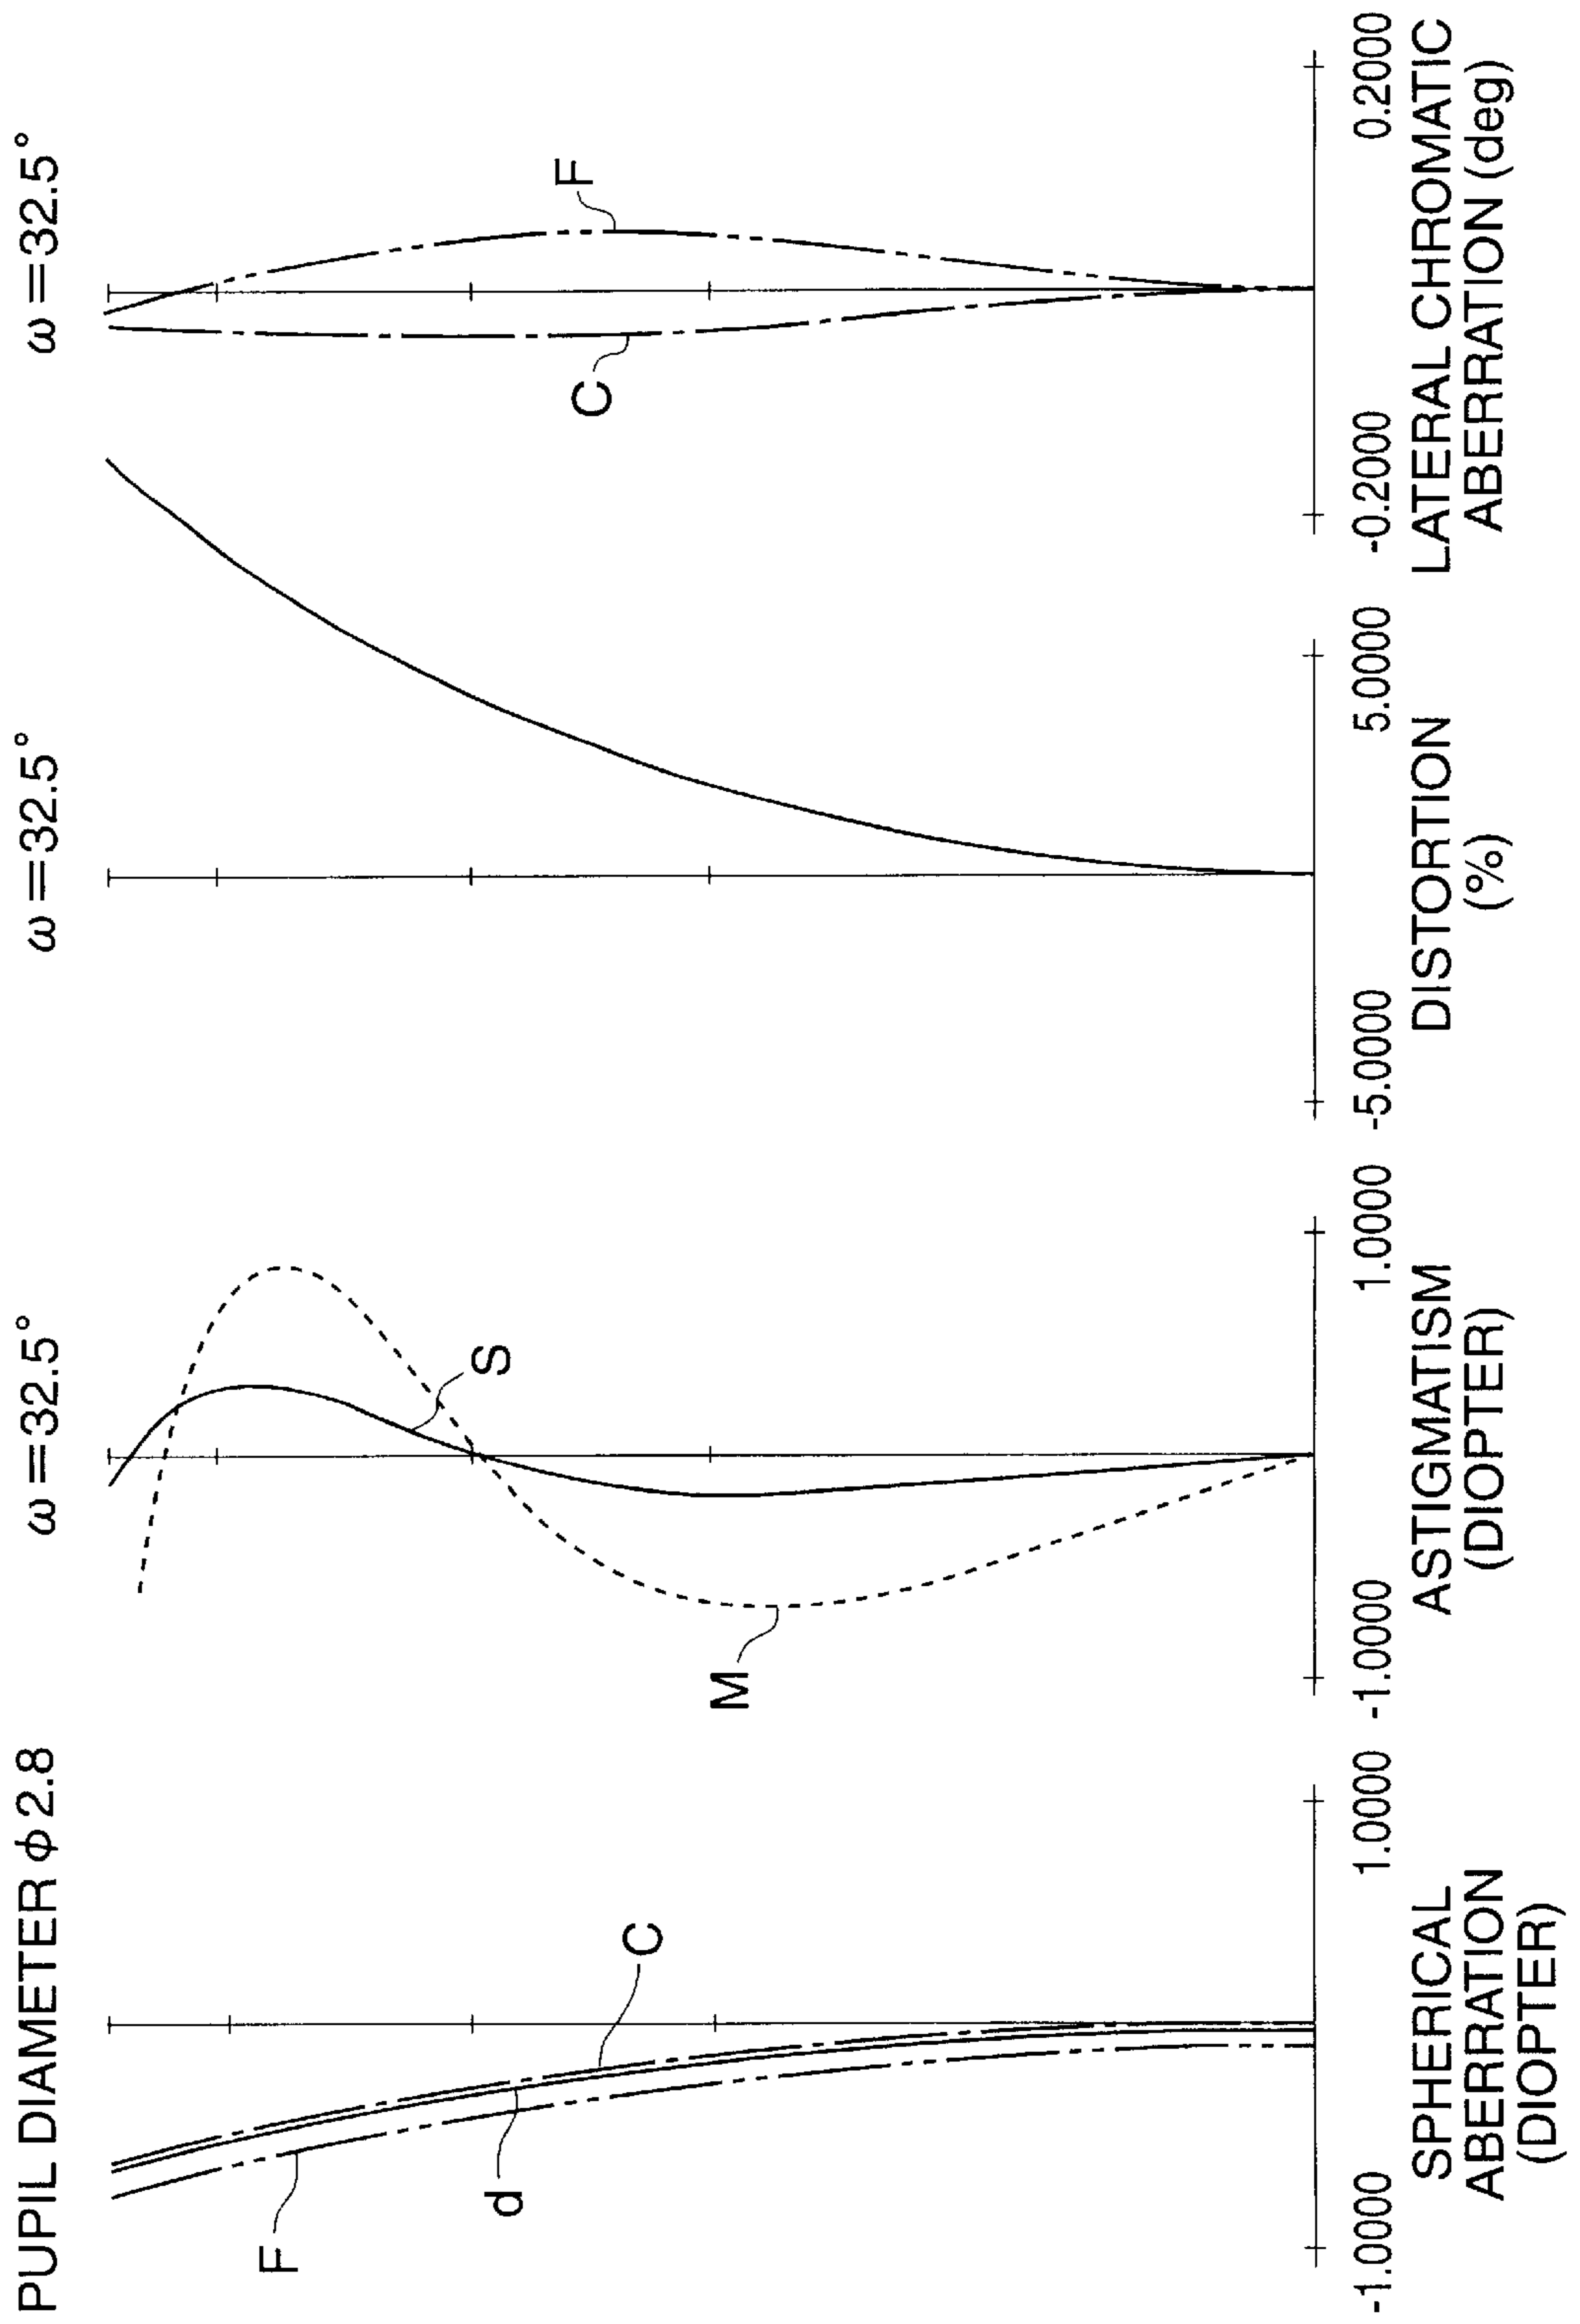 PUPIL DIAMETER ϕ2.8
F
d
C
-1.0000
1.0000
SPHERICAL
ABERRATION
(DIOPTER)
ω=32.5°
M
S
-1.0000
1.0000
ASTIGMATISM
(DIOPTER)
ω=32.5°
-5.0000
5.0000
DISTORTION
(%)
ω=32.5°
C
F
-0.2000
0.2000
LATERAL CHROMATIC
ABERRATION (deg)